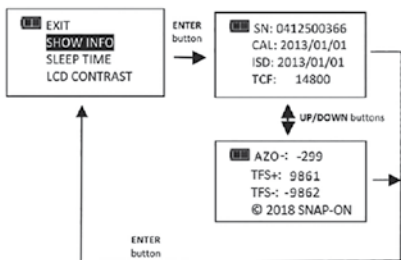 EXIT
SHOW INFO
SLEEP TIME
LCD CONTRAST
ENTER
button
SN: 0412500366
CAL: 2013/01/01
ISD: 2013/01/01
TCF: 14800
UP/DOWN buttons
AZO-: -299
TFS+: 9861
TFS-: -9862
© 2018 SNAP-ON
ENTER
button